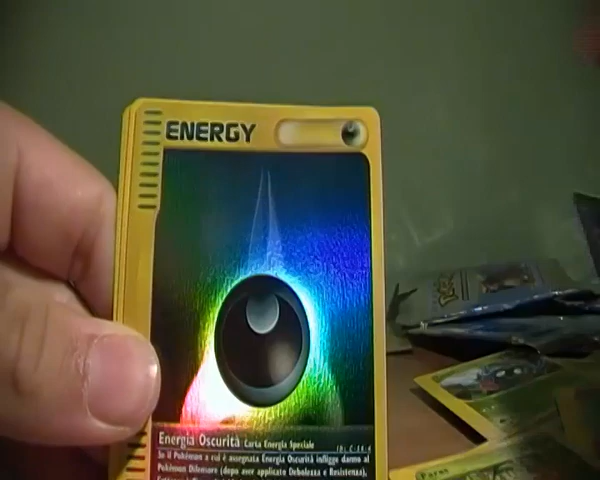 ENERGY
Energia Oscurità Carta Energia Speciale
Se il Pokémon a cui è assegnata Energia Oscurità infligge danno al
Pokémon Difensore (dopo aver applicato Debolezza e Resistenza),
Paras